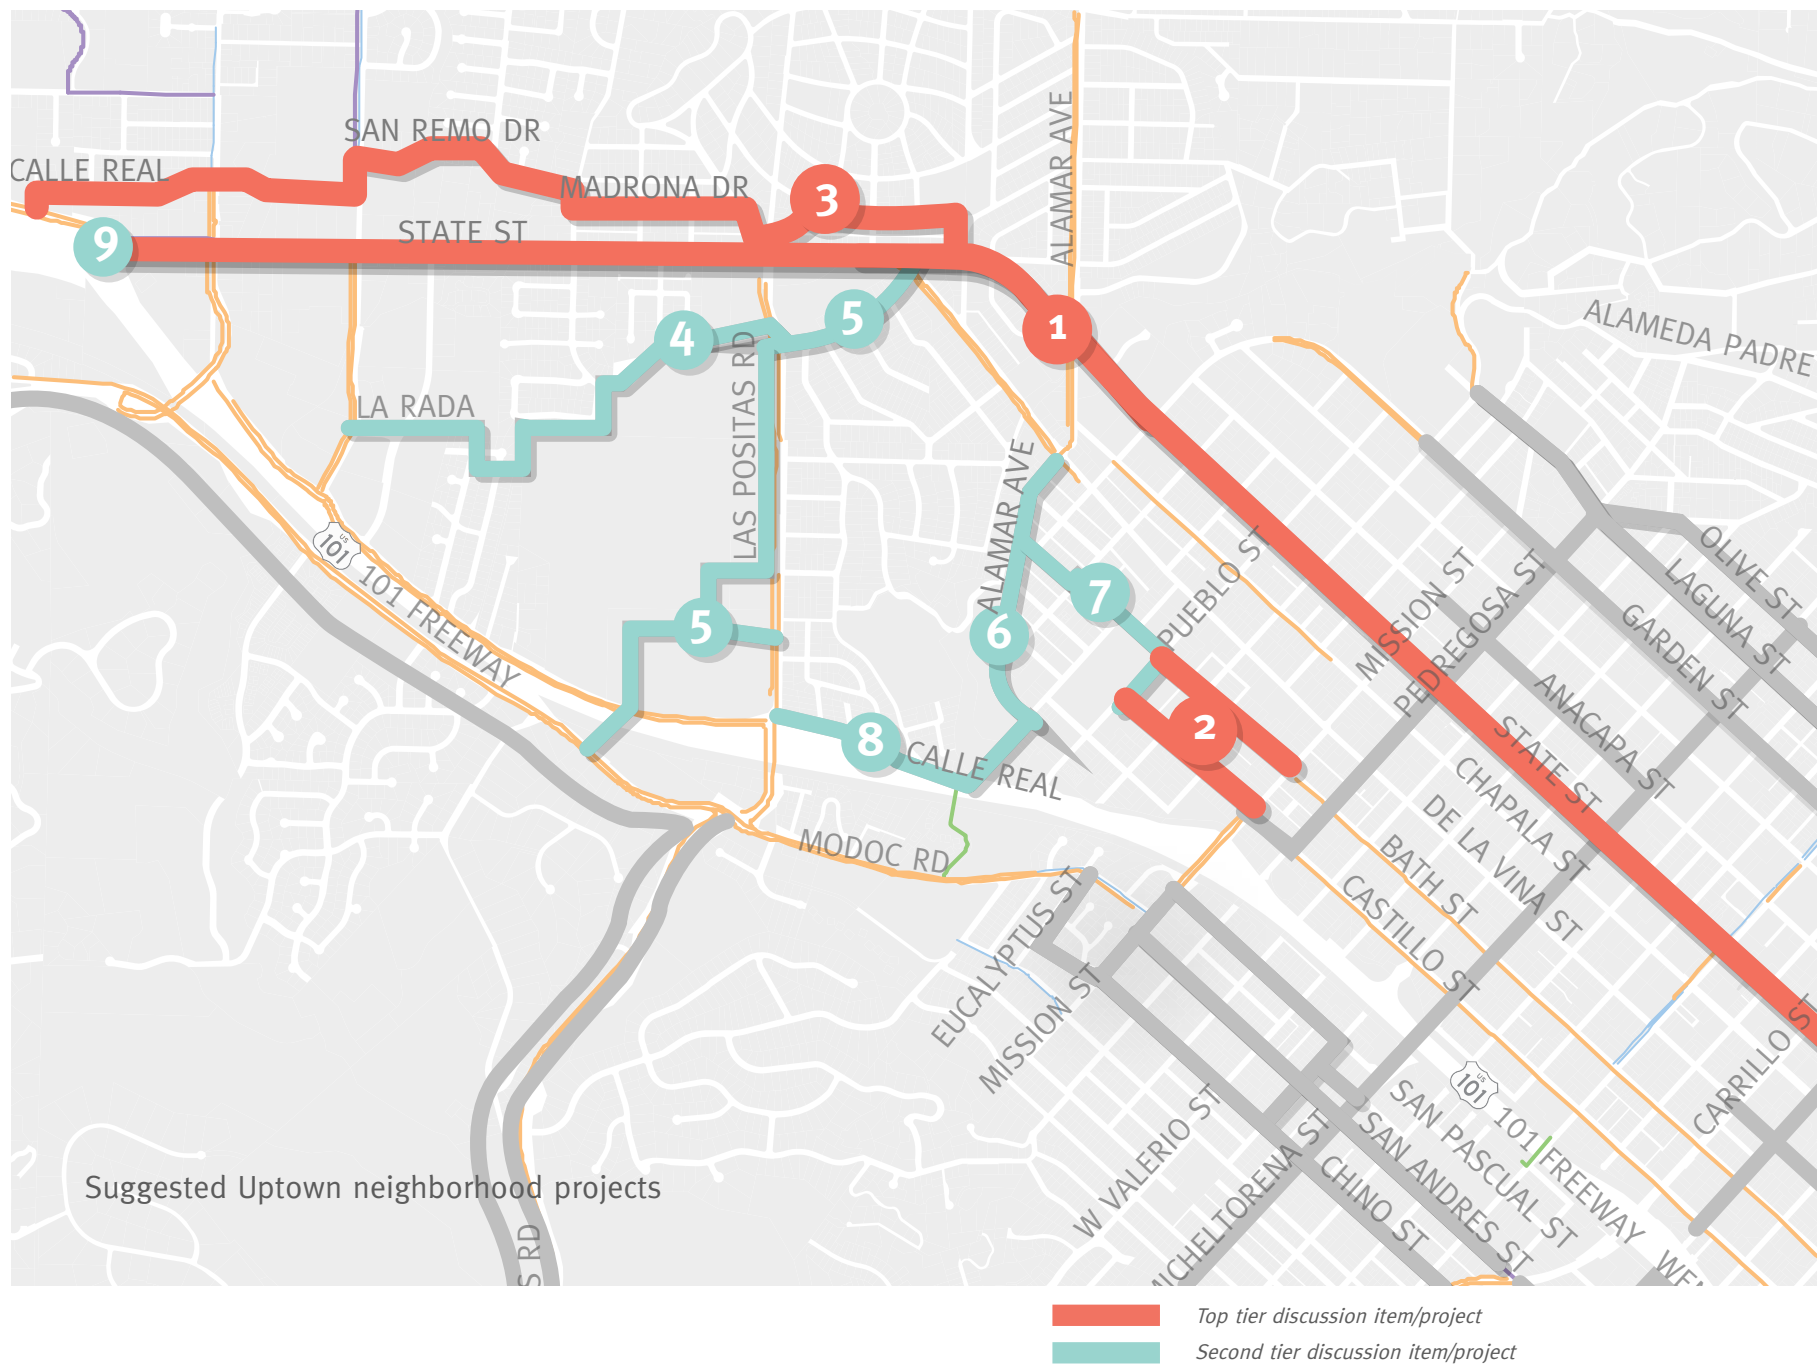 SAN REMO DR
CALLE REAL
MADRONA DR
3
ALAMAR AVE
STATE ST
9
1
5
4
LAS POSITAS RD
LA RADA
ALAMEDA PADRE
ALAMAR AVE
US
101
101 FREEWAY
7
6
5
PUEBLO ST
MISSION ST
PEDREGOSA ST
OLIVE ST
LAGUNA ST
GARDEN ST
ANACAPA ST
STATE ST
2
8
CALLE REAL
CHAPALA ST
DE LA VINA ST
BATH ST
CASTILLO ST
MODOC RD
EUCALYPTUS ST
MISSION ST
CARRILLO ST
US
101
101 FREEWAY
SAN PASCUAL ST
SAN ANDRES ST
CHINO ST
W VALERIO ST
MICHELTORENA ST
Suggested Uptown neighborhood projects
S RD
Top tier discussion item/project
Second tier discussion item/project